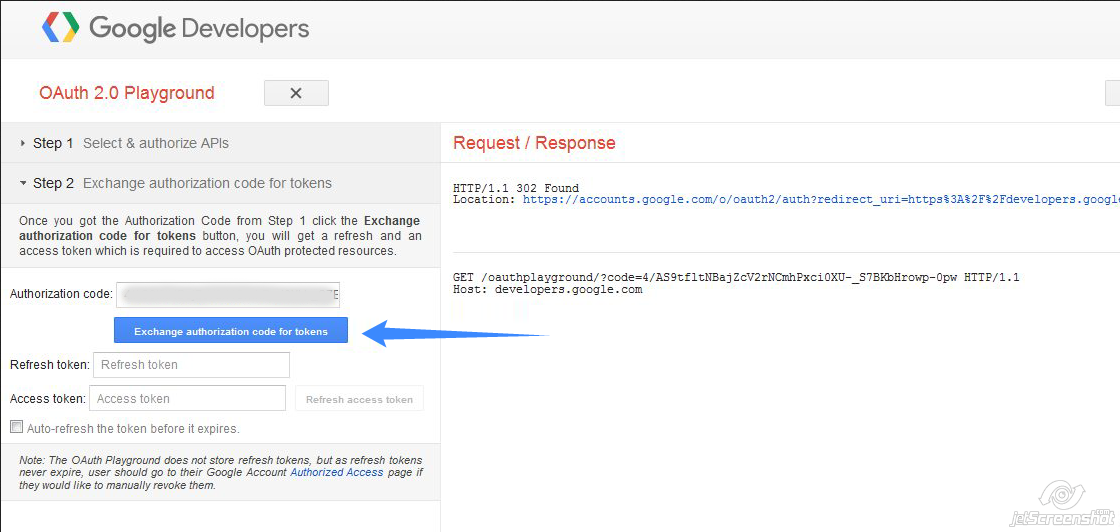 Google Developers
OAuth 2.0 Playground
Step 1 Select & authorize APIs
Step 2 Exchange authorization code for tokens
Once you got the Authorization Code from Step 1 click the Exchange
authorization code for tokens button, you will get a refresh and an
access token which is required to access OAuth protected resources.
Authorization code:
Exchange authorization code for tokens
Refresh token: Refresh token
Access token: Access token Refresh access token
Auto-refresh the token before it expires.
Note: The OAuth Playground does not store refresh tokens, but as refresh tokens
never expire, user should go to their Google Account Authorized Access page if
they would like to manually revoke them.
Request / Response
HTTP/1.1 302 Found
Location: https://accounts.google.com/o/oauth2/auth?redirect_uri=https%3A%2F%2Fdevelopers.google
GET /oauthplayground/?code=4/AS9tfltNBajZcV2rNCmhPxci0XU-_S7BKbHrowp-0pw HTTP/1.1
Host: developers.google.com
jetScreenshot
.com